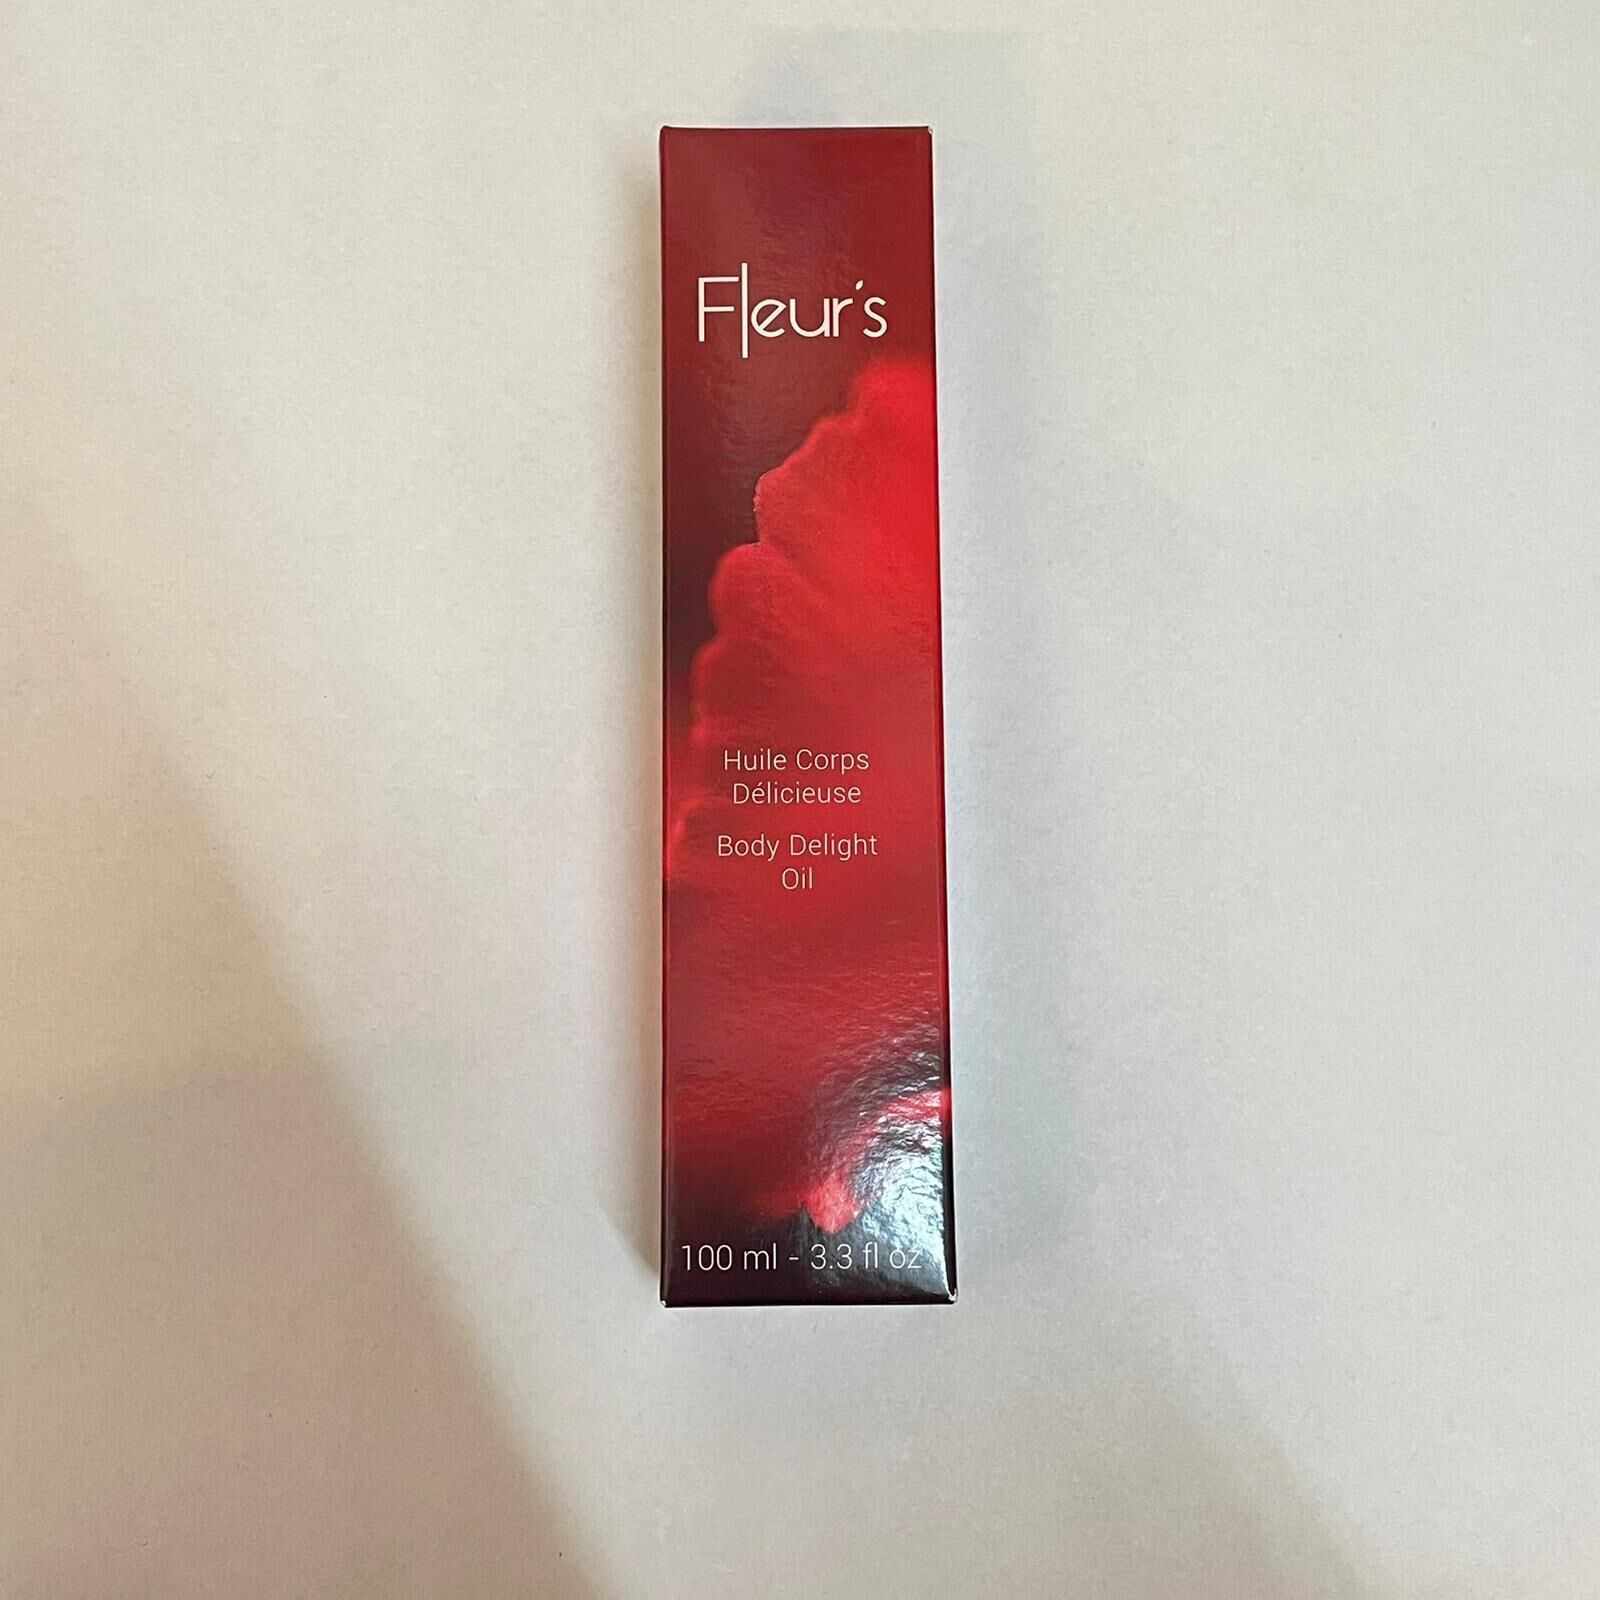 Fleur's
Huile Corps
Délicieuse
Body Delight
Oil
100 ml - 3.3 fl oz